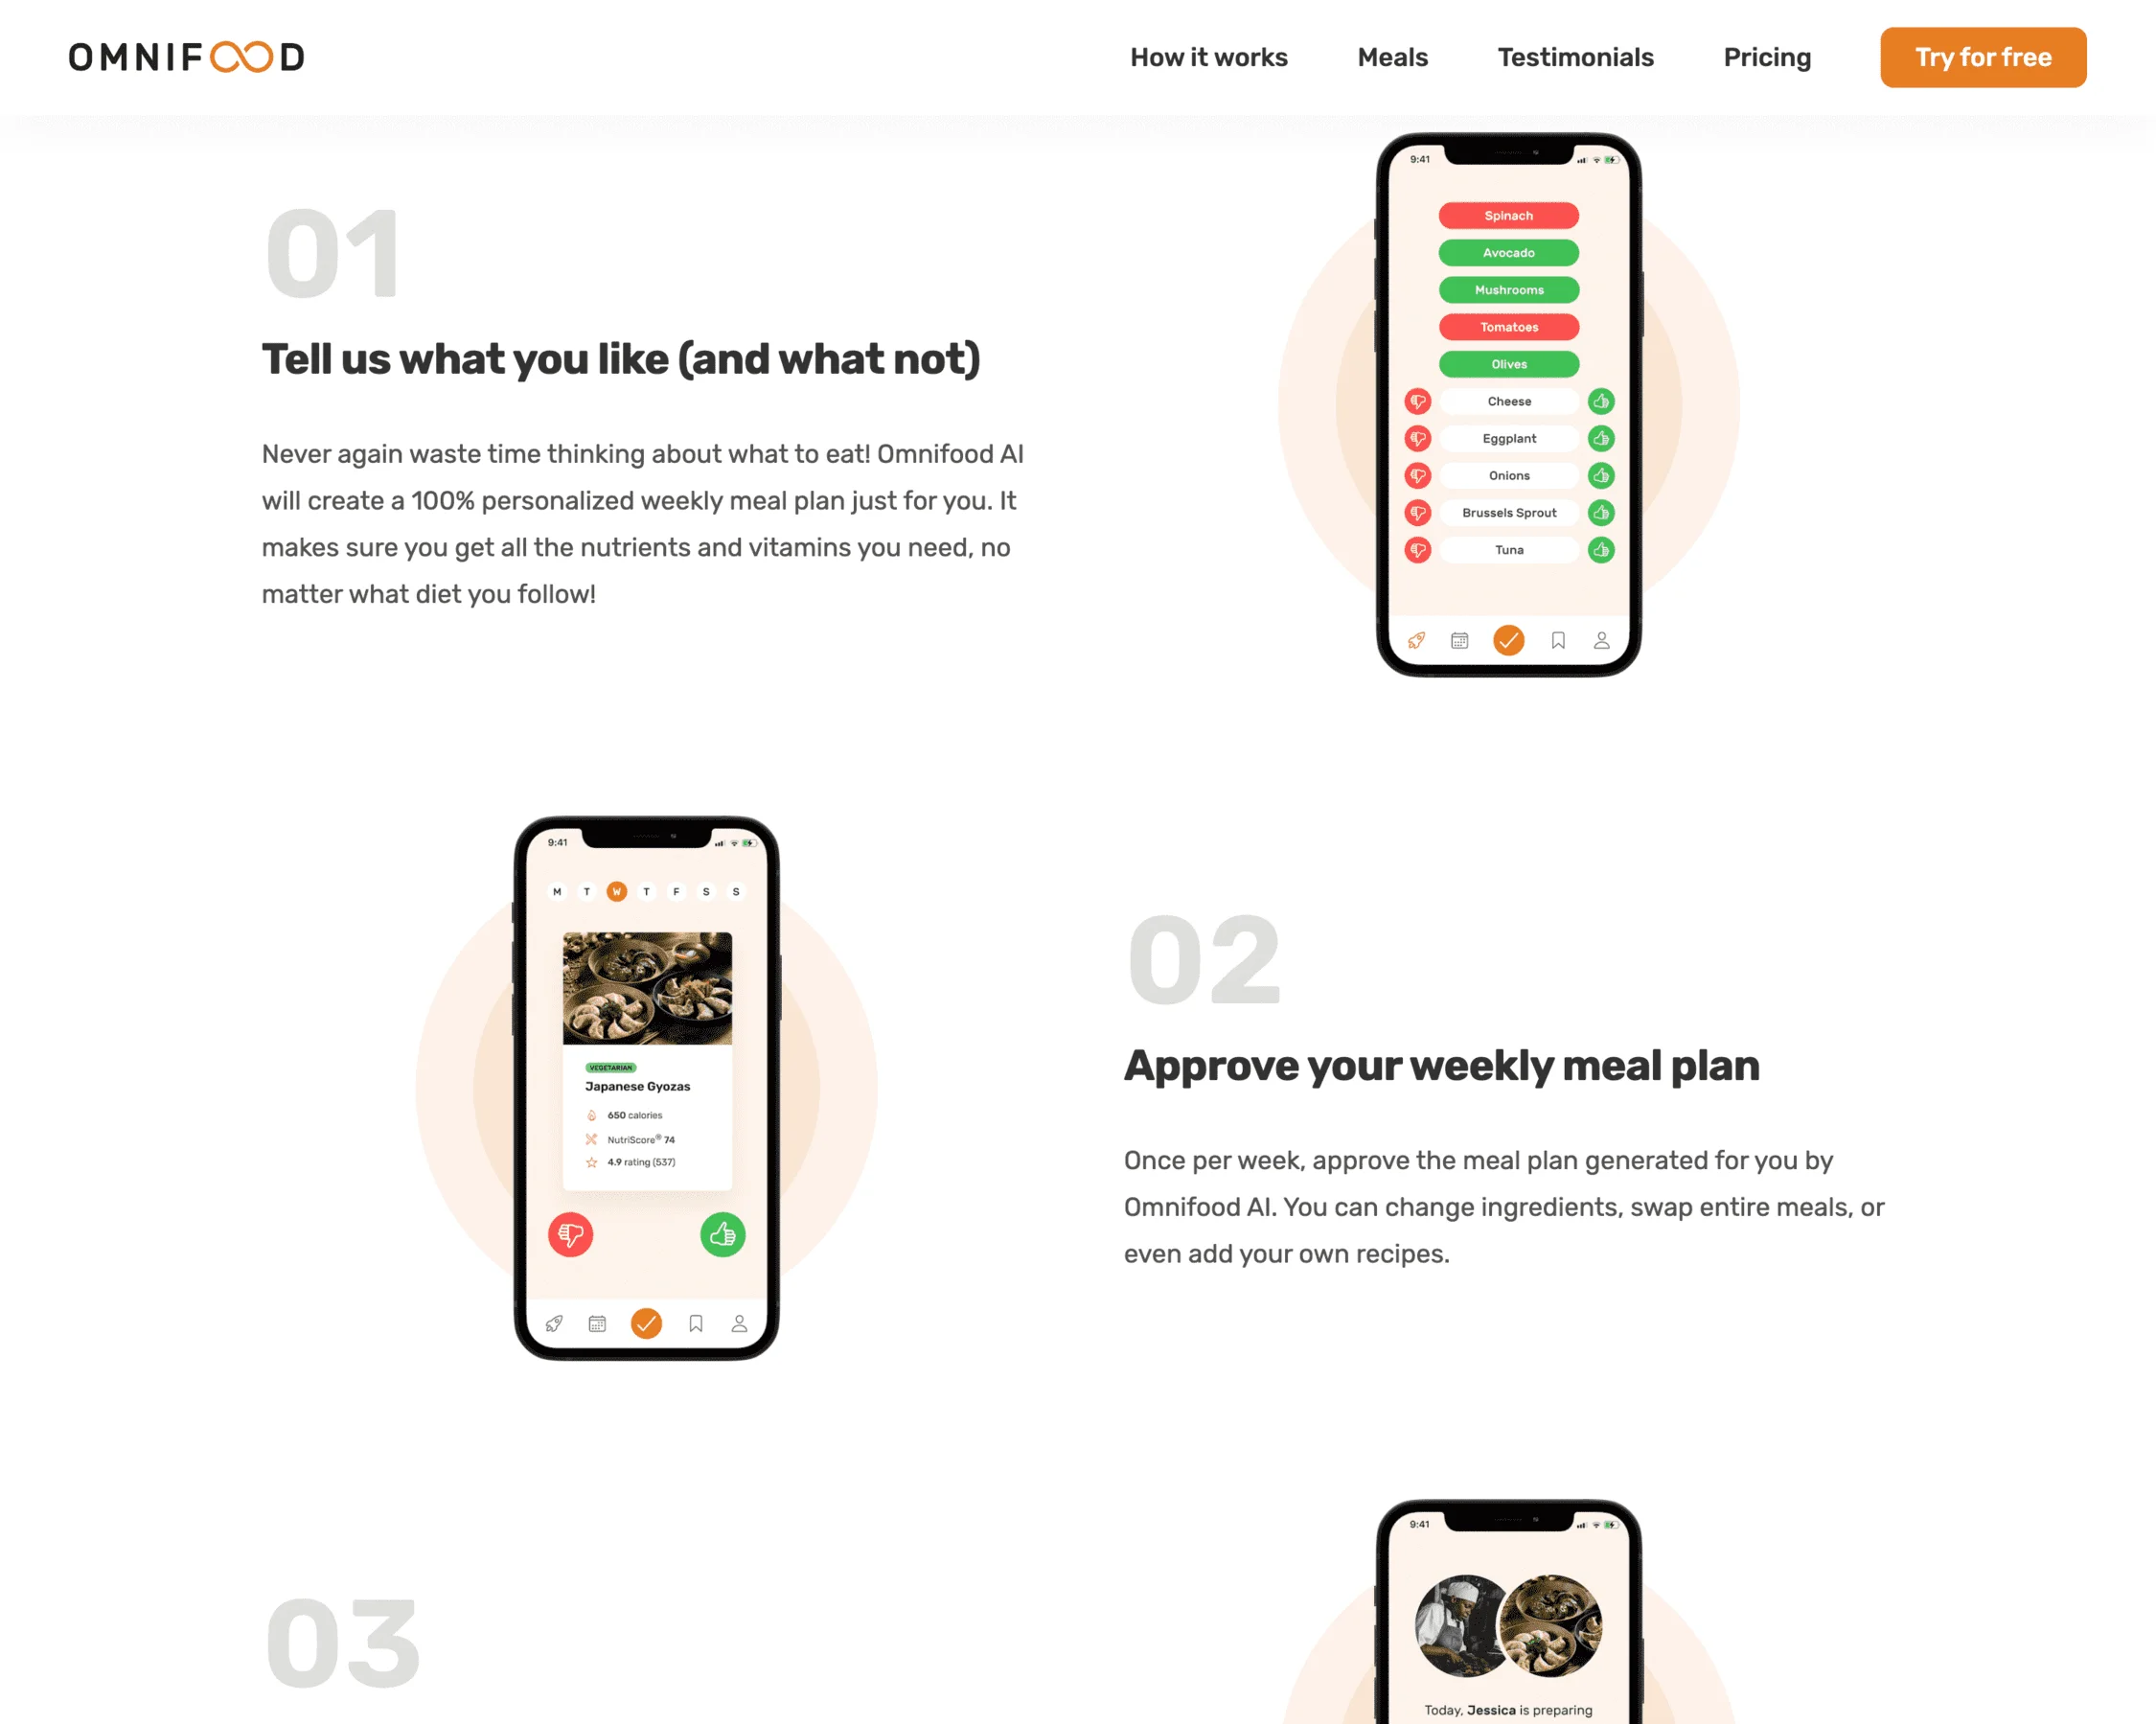 OMNIFOOD
How it works
Meals
Testimonials
Pricing
Try for free
01
Tell us what you like (and what not)
Never again waste time thinking about what to eat! Omnifood AI
will create a 100% personalized weekly meal plan just for you. It
makes sure you get all the nutrients and vitamins you need, no
matter what diet you follow!
9:41
Spinach
Avocado
Mushrooms
Tomatoes
Olives
Cheese
Eggplant
Onions
Brussels Sprout
Tuna
9:41
M T W T F S S
VEGETARIAN
Japanese Gyozas
650 calories
NutriScore® 74
4.9 rating (537)
02
Approve your weekly meal plan
Once per week, approve the meal plan generated for you by
Omnifood AI. You can change ingredients, swap entire meals, or
even add your own recipes.
03
9:41
Today, Jessica is preparing